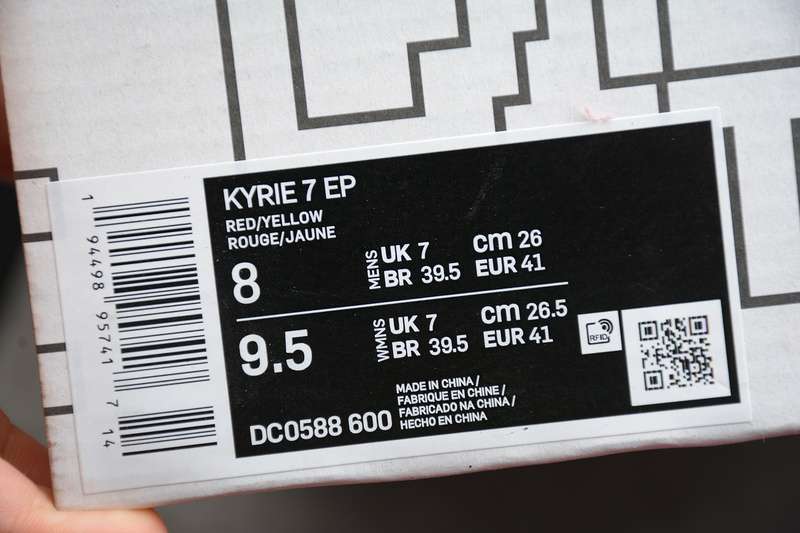 KYRIE 7 EP
RED/YELLOW
ROUGE/JAUNE
8
MENS
UK 7
cm 26
BR 39.5
EUR 41
9.5
WMNS
UK 7
cm 26.5
BR 39.5
EUR 41
RFID
DC0588 600
MADE IN CHINA /
FABRIQUE EN CHINE /
FABRICADO NA CHINA /
HECHO EN CHINA
1 94498 95741 7 14